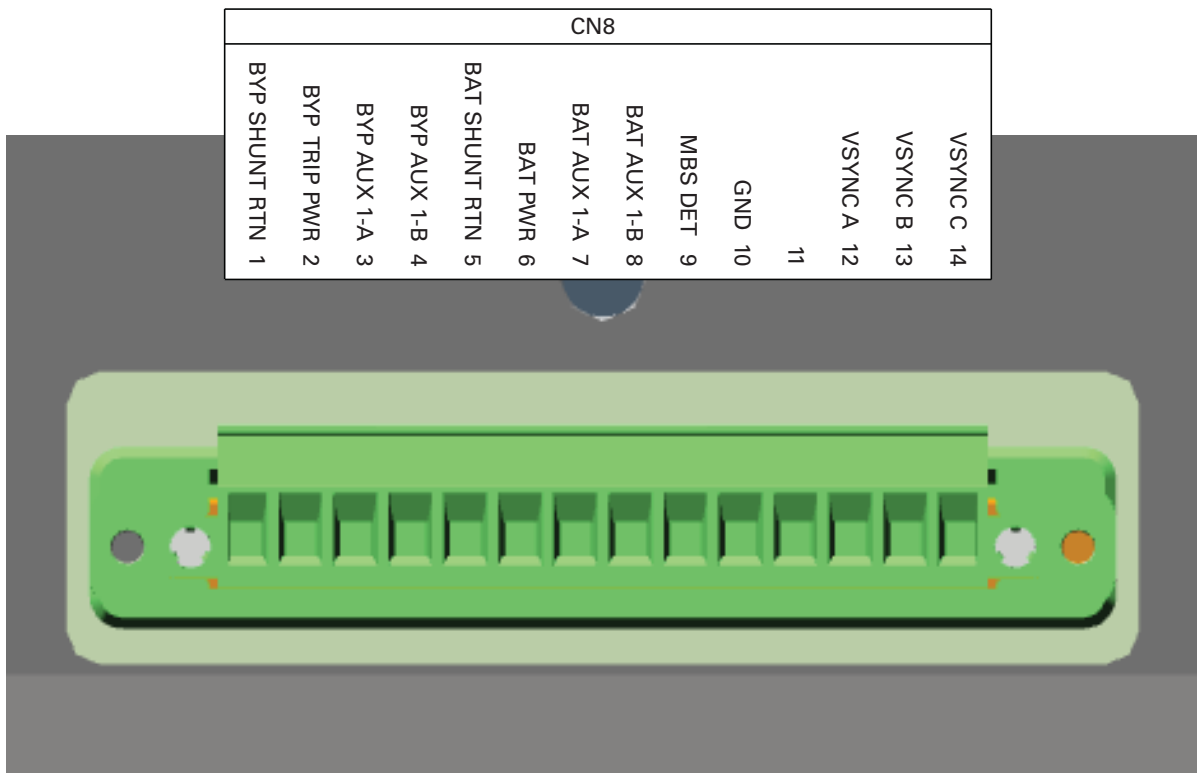 CN8
BYP SHUNT RTN 1
BYP TRIP PWR 2
BYP AUX 1-A 3
BYP AUX 1-B 4
BAT SHUNT RTN 5
BAT PWR 6
BAT AUX 1-A 7
BAT AUX 1-B 8
MBS DET 9
GND 10
11
VSYNC A 12
VSYNC B 13
VSYNC C 14